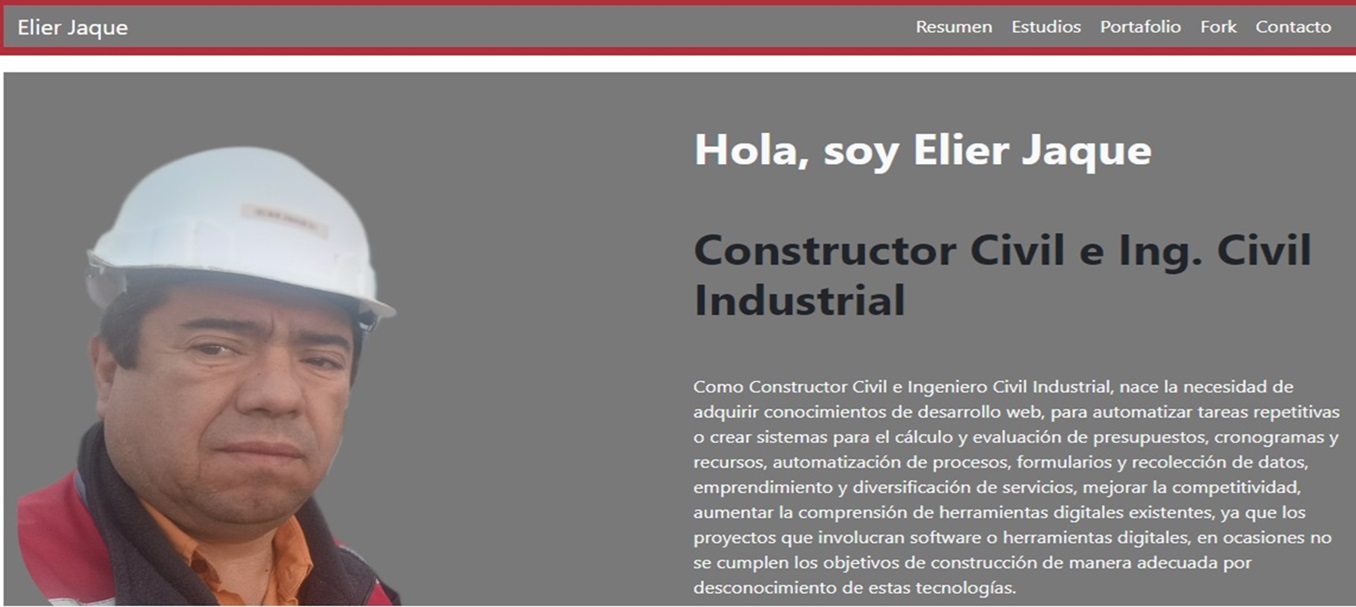 Elier Jaque
Resumen Estudios Portafolio Fork Contacto
Hola, soy Elier Jaque
Constructor Civil e Ing. Civil
Industrial
Como Constructor Civil e Ingeniero Civil Industrial, nace la necesidad de
adquirir conocimientos de desarrollo web, para automatizar tareas repetitivas
o crear sistemas para el cálculo y evaluación de presupuestos, cronogramas y
recursos, automatización de procesos, formularios y recolección de datos,
emprendimiento y diversificación de servicios, mejorar la competitividad,
aumentar la comprensión de herramientas digitales existentes, ya que los
proyectos que involucran software o herramientas digitales, en ocasiones no
se cumplen los objetivos de construcción de manera adecuada por
desconocimiento de estas tecnologías.